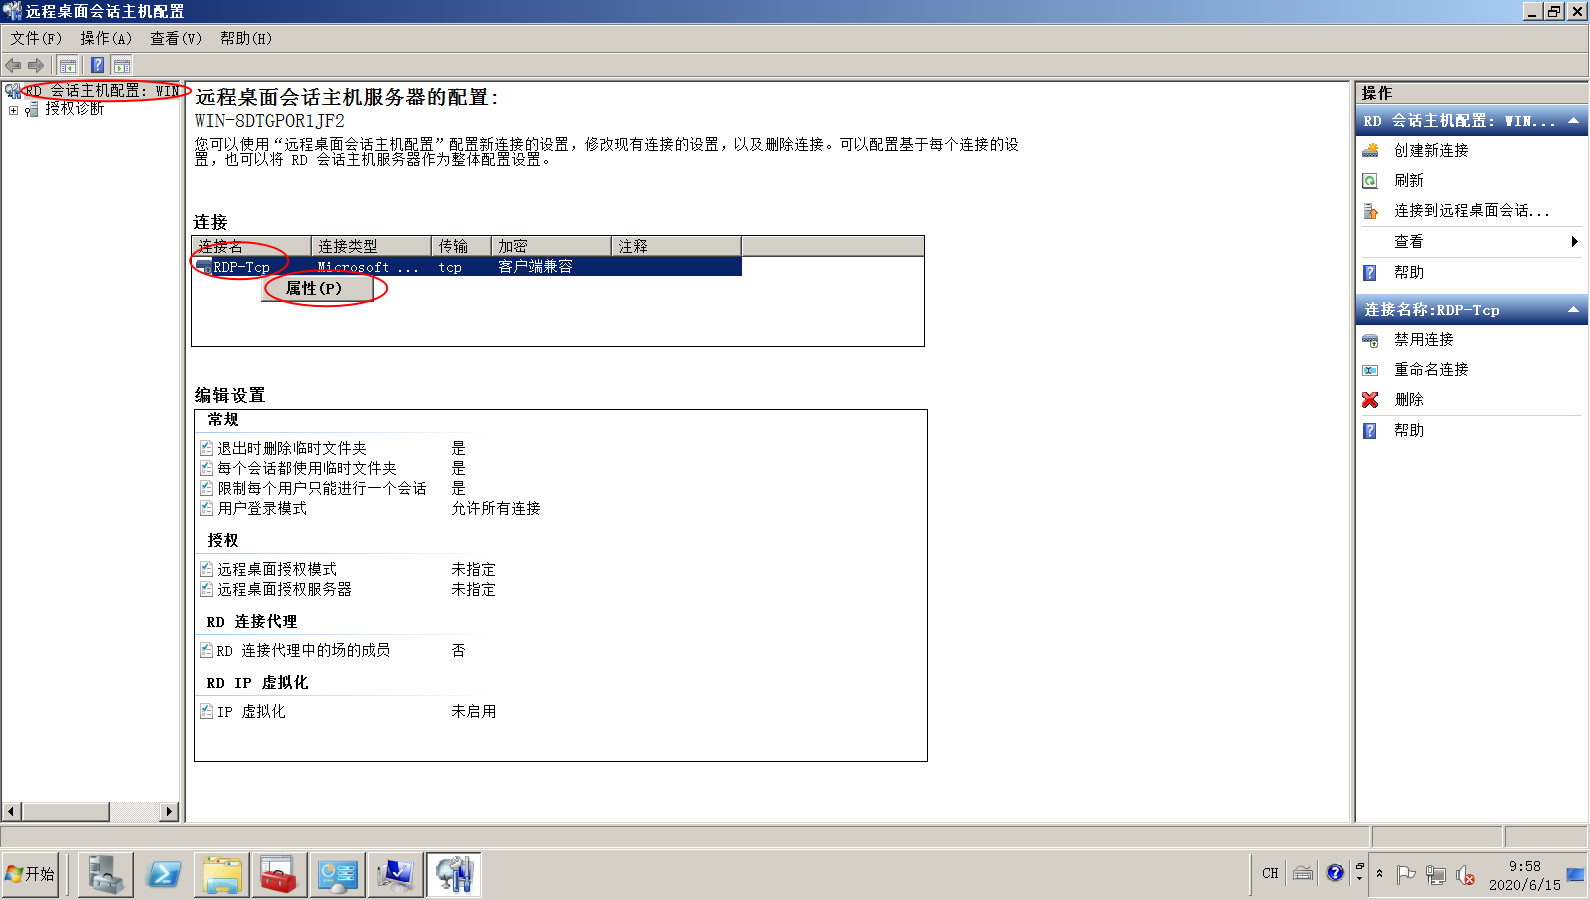 远程桌面会话主机配置
文件(F) 操作(A) 查看(V) 帮助(H)
RD 会话主机配置: WIN
授权诊断
远程桌面会话主机服务器的配置:
WIN-8DTGPOR1JF2
您可以使用“远程桌面会话主机配置”配置新连接的设置，修改现有连接的设置，以及删除连接。可以配置基于每个连接的设
置，也可以将 RD 会话主机服务器作为整体配置设置。
连接
连接名 连接类型 传输 加密 注释
RDP-Tcp Microsoft ... tcp 客户端兼容
属性(P)
编辑设置
常规
退出时删除临时文件夹 是
每个会话都使用临时文件夹 是
限制每个用户只能进行一个会话 是
用户登录模式 允许所有连接
授权
远程桌面授权模式 未指定
远程桌面授权服务器 未指定
RD 连接代理
RD 连接代理中的场的成员 否
RD IP 虚拟化
IP 虚拟化 未启用
操作
RD 会话主机配置: WIN...
创建新连接
刷新
连接到远程桌面会话...
查看
帮助
连接名称:RDP-Tcp
禁用连接
重命名连接
删除
帮助
开始
CH
9:58
2020/6/15